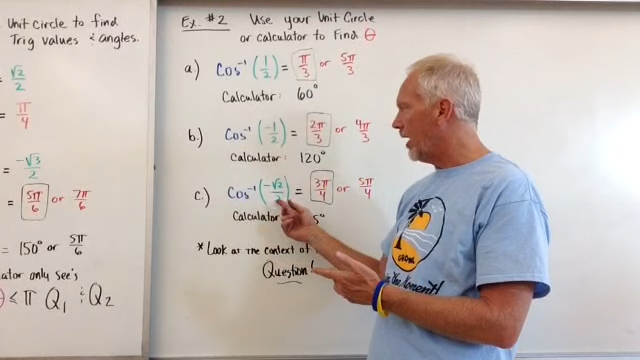 Unit Circle to find
Trig values & angles.
√2/2
=
π/4
-√3/2
= 5π/6 or 7π/6
= 150° or 5π/6
only see's
≤ π Q1 & Q2
Ex. #2 Use your Unit Circle
or calculator to Find θ
a.) Cos⁻¹ (1/2) = π/3 or 5π/3
Calculator: 60°
b.) Cos⁻¹ (-1/2) = 2π/3 or 4π/3
Calculator: 120°
c.) Cos⁻¹ (-√2/2) = 3π/4 or 5π/4
5°
* Look at the context of
Question!